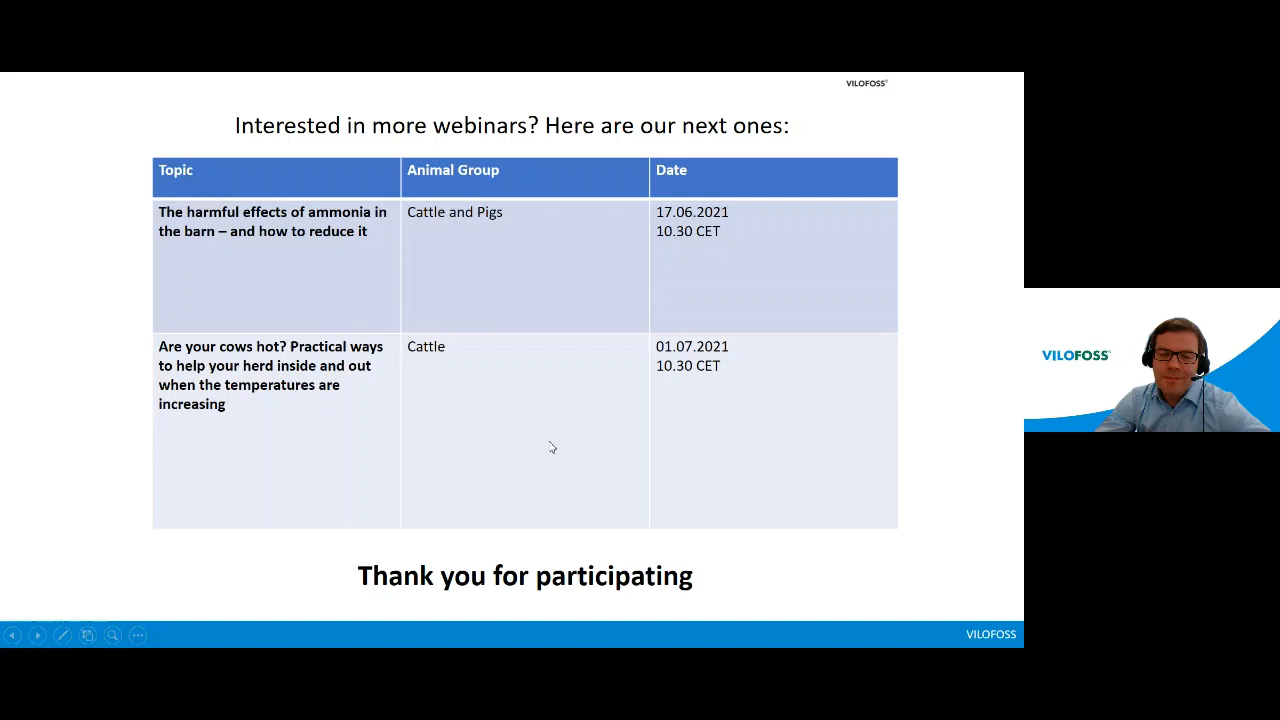 VILOFOSS®
Interested in more webinars? Here are our next ones:
Topic
Animal Group
Date
The harmful effects of ammonia in
the barn – and how to reduce it
Cattle and Pigs
17.06.2021
10.30 CET
Are your cows hot? Practical ways
to help your herd inside and out
when the temperatures are
increasing
Cattle
01.07.2021
10.30 CET
Thank you for participating
VILOFOSS
VILOFOSS®